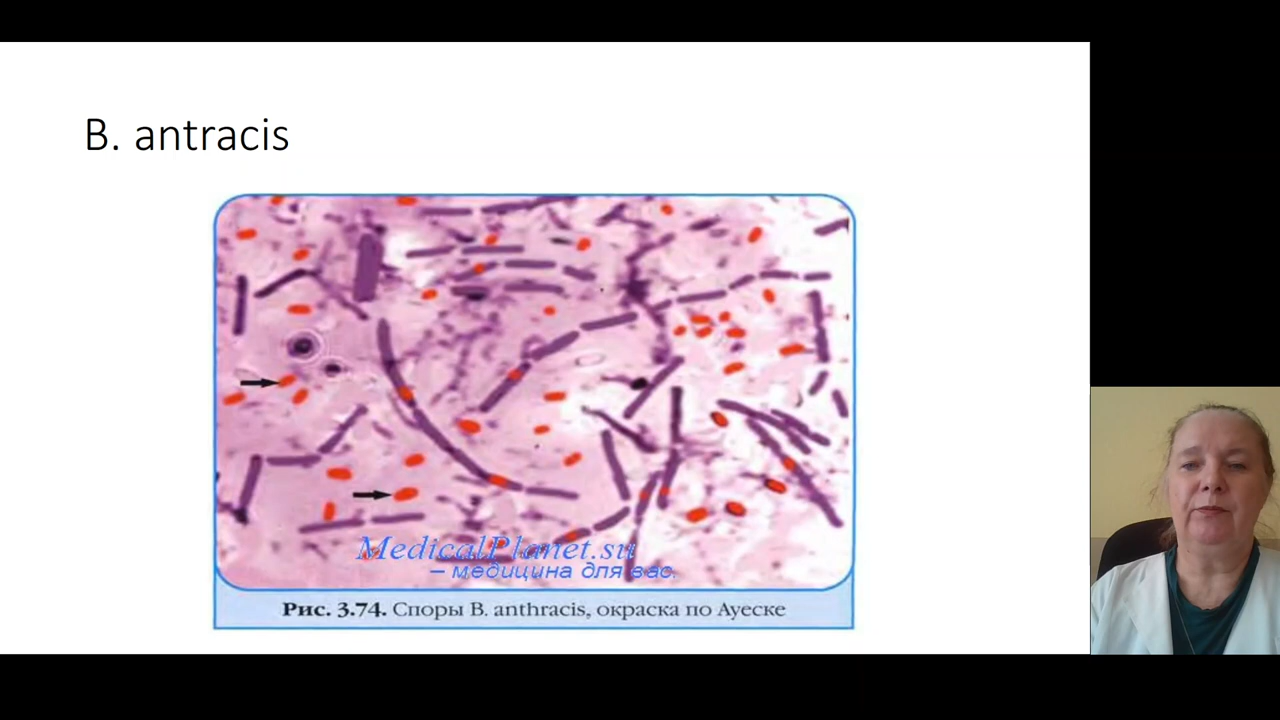 B. antracis
MedicalPlanet.su
– медицина для вас.
Рис. 3.74. Споры B. anthracis, окраска по Ауеске